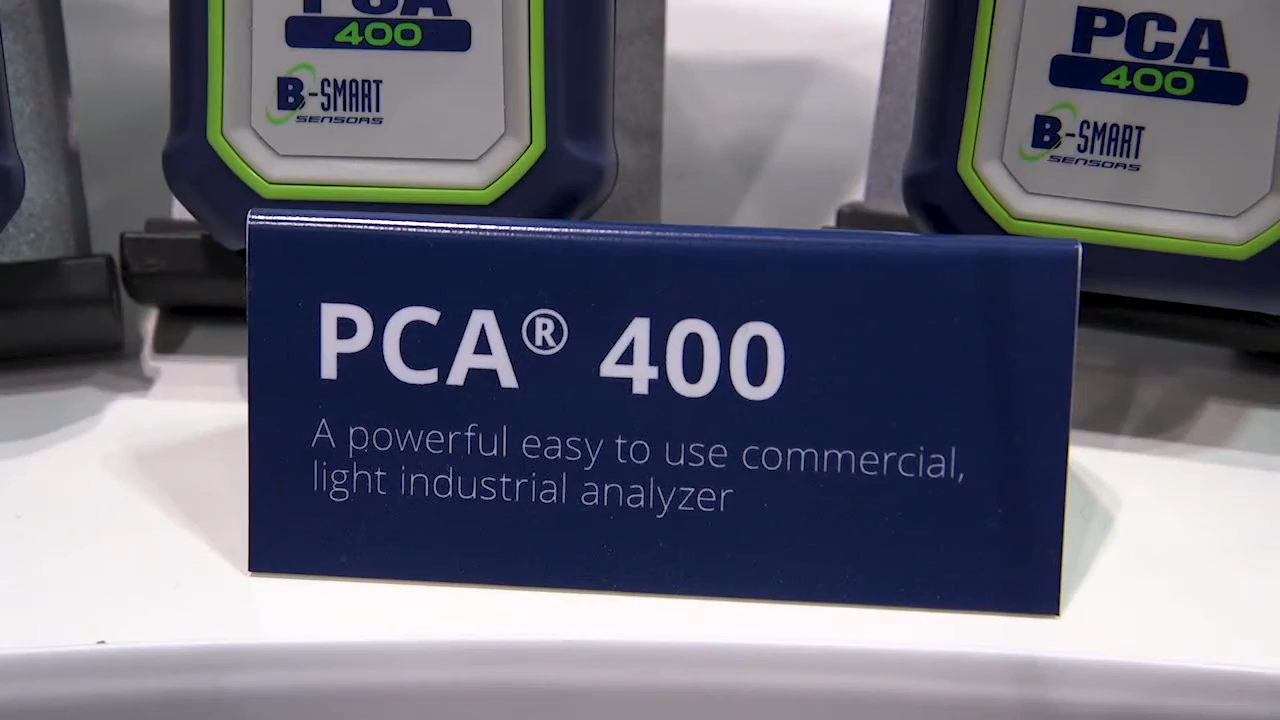 PCA
400
B-SMART
SENSORS
PCA
400
B-SMART
SENSORS
PCA® 400
A powerful easy to use commercial,
light industrial analyzer